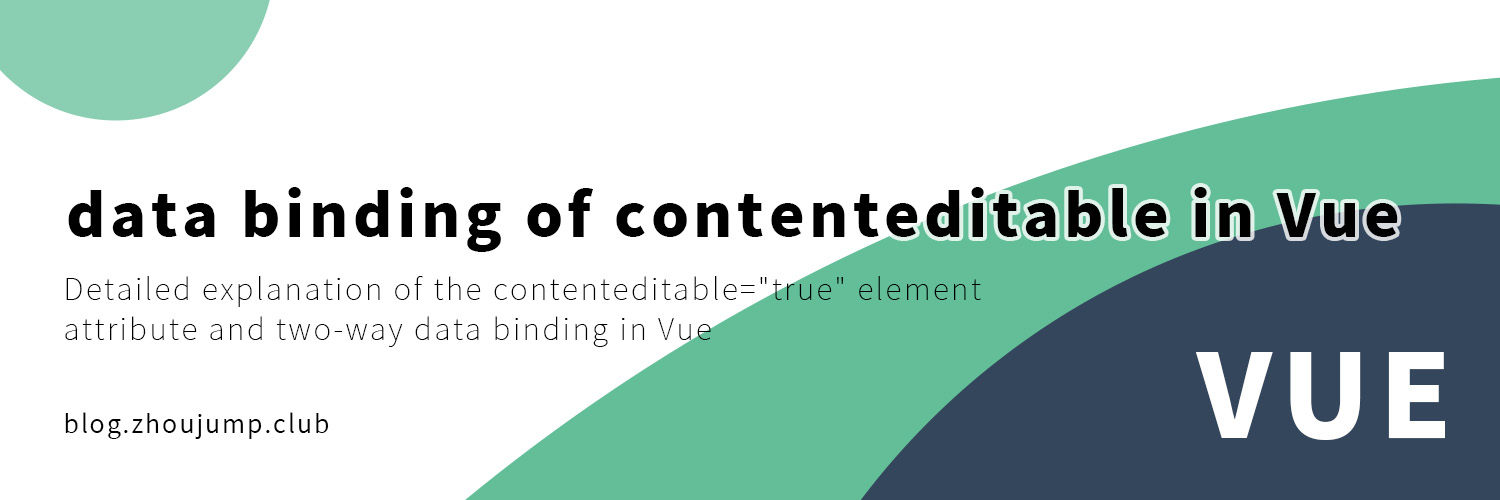 data binding of contenteditable in Vue
Detailed explanation of the contenteditable="true" element
attribute and two-way data binding in Vue
blog.zhoujump.club
VUE